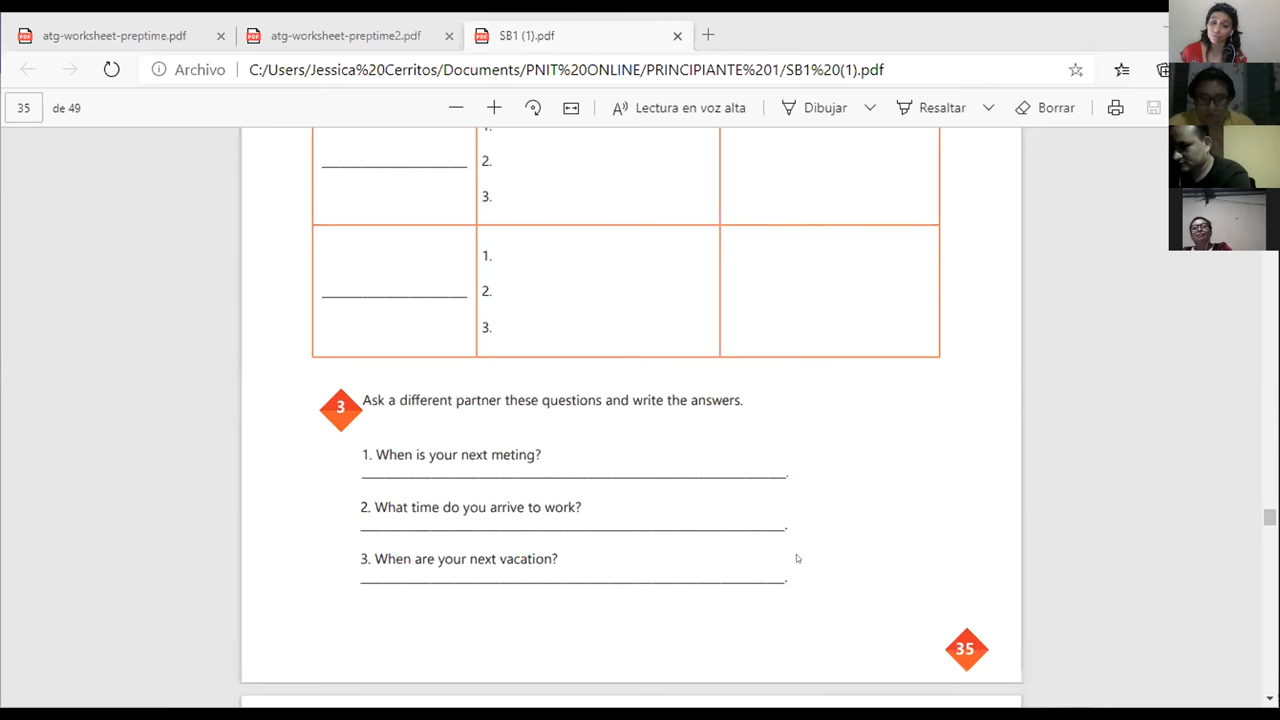 atg-worksheet-preptime.pdf
atg-worksheet-preptime2.pdf
SB1 (1).pdf
Archivo
C:/Users/Jessica%20Cerritos/Documents/PNIT%20ONLINE/PRINCIPIANTE%201/SB1%20(1).pdf
35
de 49
Lectura en voz alta
Dibujar
Resaltar
Borrar
1.
2.
3.
1.
2.
3.
3
Ask a different partner these questions and write the answers.
1. When is your next meting?
2. What time do you arrive to work?
3. When are your next vacation?
35